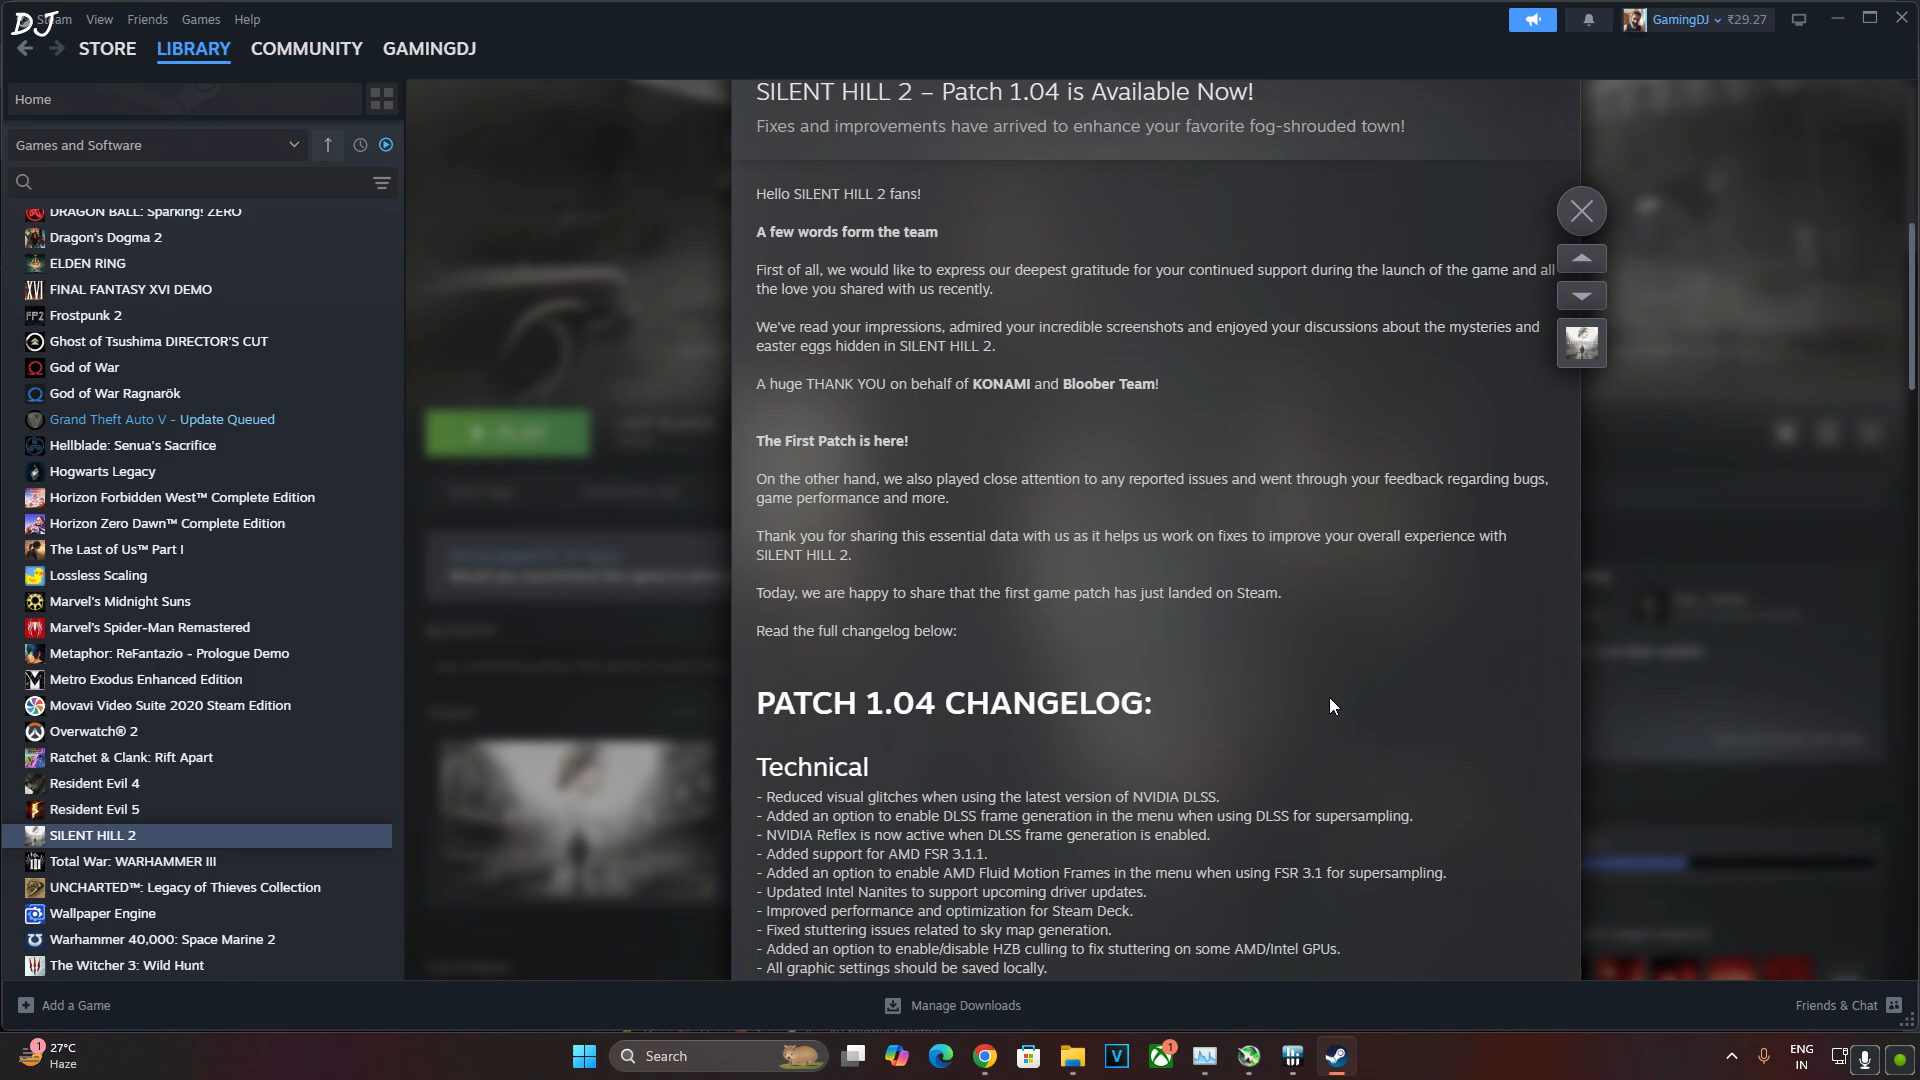 DJ
Steam View Friends Games Help
GamingDJ ₹29.27
STORE LIBRARY COMMUNITY GAMINGDJ
Home
Games and Software
DRAGON BALL: Sparking! ZERO
Dragon's Dogma 2
ELDEN RING
FINAL FANTASY XVI DEMO
FP2 Frostpunk 2
Ghost of Tsushima DIRECTOR'S CUT
God of War
God of War Ragnarök
Grand Theft Auto V - Update Queued
Hellblade: Senua's Sacrifice
Hogwarts Legacy
Horizon Forbidden West™ Complete Edition
Horizon Zero Dawn™ Complete Edition
The Last of Us™ Part I
Lossless Scaling
Marvel's Midnight Suns
Marvel's Spider-Man Remastered
Metaphor: ReFantazio - Prologue Demo
Metro Exodus Enhanced Edition
Movavi Video Suite 2020 Steam Edition
Overwatch® 2
Ratchet & Clank: Rift Apart
Resident Evil 4
Resident Evil 5
SILENT HILL 2
Total War: WARHAMMER III
UNCHARTED™: Legacy of Thieves Collection
Wallpaper Engine
Warhammer 40,000: Space Marine 2
The Witcher 3: Wild Hunt
SILENT HILL 2 – Patch 1.04 is Available Now!
Fixes and improvements have arrived to enhance your favorite fog-shrouded town!
Hello SILENT HILL 2 fans!
A few words form the team
First of all, we would like to express our deepest gratitude for your continued support during the launch of the game and all
the love you shared with us recently.
We've read your impressions, admired your incredible screenshots and enjoyed your discussions about the mysteries and
easter eggs hidden in SILENT HILL 2.
A huge THANK YOU on behalf of KONAMI and Bloober Team!
The First Patch is here!
On the other hand, we also played close attention to any reported issues and went through your feedback regarding bugs,
game performance and more.
Thank you for sharing this essential data with us as it helps us work on fixes to improve your overall experience with
SILENT HILL 2.
Today, we are happy to share that the first game patch has just landed on Steam.
Read the full changelog below:
PATCH 1.04 CHANGELOG:
Technical
- Reduced visual glitches when using the latest version of NVIDIA DLSS.
- Added an option to enable DLSS frame generation in the menu when using DLSS for supersampling.
- NVIDIA Reflex is now active when DLSS frame generation is enabled.
- Added support for AMD FSR 3.1.1.
- Added an option to enable AMD Fluid Motion Frames in the menu when using FSR 3.1 for supersampling.
- Updated Intel Nanites to support upcoming driver updates.
- Improved performance and optimization for Steam Deck.
- Fixed stuttering issues related to sky map generation.
- Added an option to enable/disable HZB culling to fix stuttering on some AMD/Intel GPUs.
- All graphic settings should be saved locally.
PLAY
Add a Game
Manage Downloads
Friends & Chat
1
27°C
Haze
Search
V
1
ENG
IN